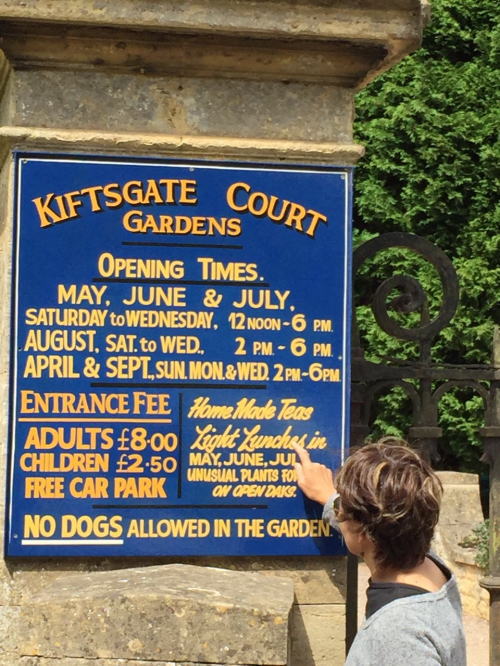 KIFTSGATE COURT
GARDENS
OPENING TIMES.
MAY, JUNE & JULY,
SATURDAY to WEDNESDAY, 12 NOON - 6 PM.
AUGUST, SAT. to WED., 2 PM. - 6 PM.
APRIL & SEPT., SUN. MON. & WED. 2 PM - 6 PM.
ENTRANCE FEE
ADULTS £8·00
CHILDREN £2·50
FREE CAR PARK
Home Made Teas
Light Lunches in
MAY, JUNE,
UNUSUAL PLANTS FOR
ON OPEN DAYS.
NO DOGS ALLOWED IN THE GARDEN.